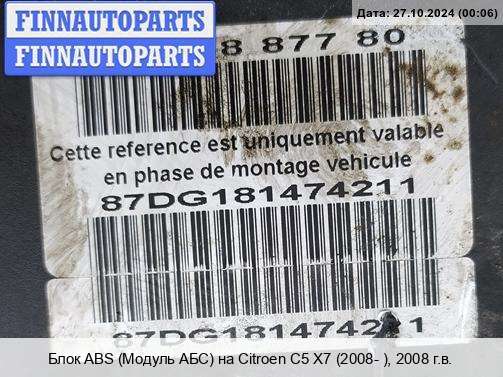 FINNAUTOPARTS
FINNAUTOPARTS
Дата: 27.10.2024 (00:06)
8 877 80
Cette reference est uniquement valable
en phase de montage vehicule
87DG181474211
87DG181474211
Блок ABS (Модуль АБС) на Citroen C5 X7 (2008- ), 2008 г.в.